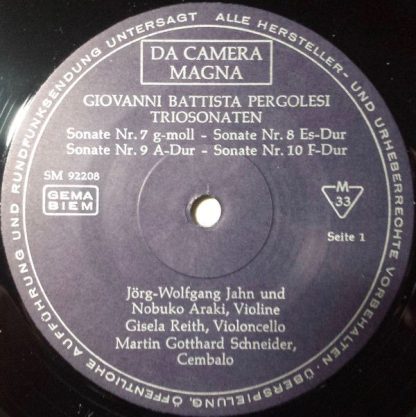 ALLE HERSTELLER- UND URHEBERRECHTE VORBEHALTEN · ÜBERSPIELUNG, ÖFFENTLICHE AUFFÜHRUNG UND RUNDFUNKSENDUNG UNTERSAGT
DA CAMERA
MAGNA
GIOVANNI BATTISTA PERGOLESI
TRIOSONATEN
Sonate Nr. 7 g-moll - Sonate Nr. 8 Es-Dur
Sonate Nr. 9 A-Dur - Sonate Nr. 10 F-Dur
SM 92208
GEMA
BIEM
M
33
Seite 1
Jörg-Wolfgang Jahn und
Nobuko Araki, Violine
Gisela Reith, Violoncello
Martin Gotthard Schneider,
Cembalo